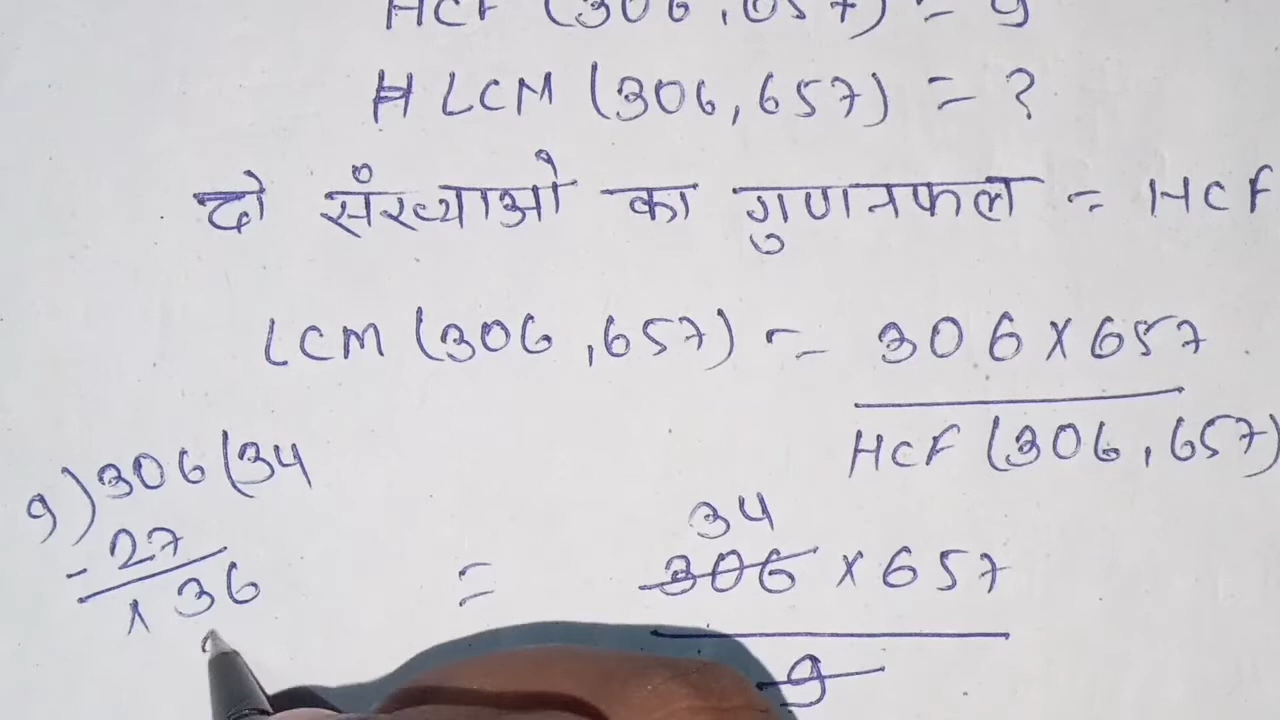 HCF (306, 657) = 9
H LCM (306, 657) = ?
दो संख्याओ का गुणनफल = HCF
LCM (306, 657) = 306 × 657
HCF (306, 657)
9) 306 (34
- 27
× 36
34
= 306 × 657
9